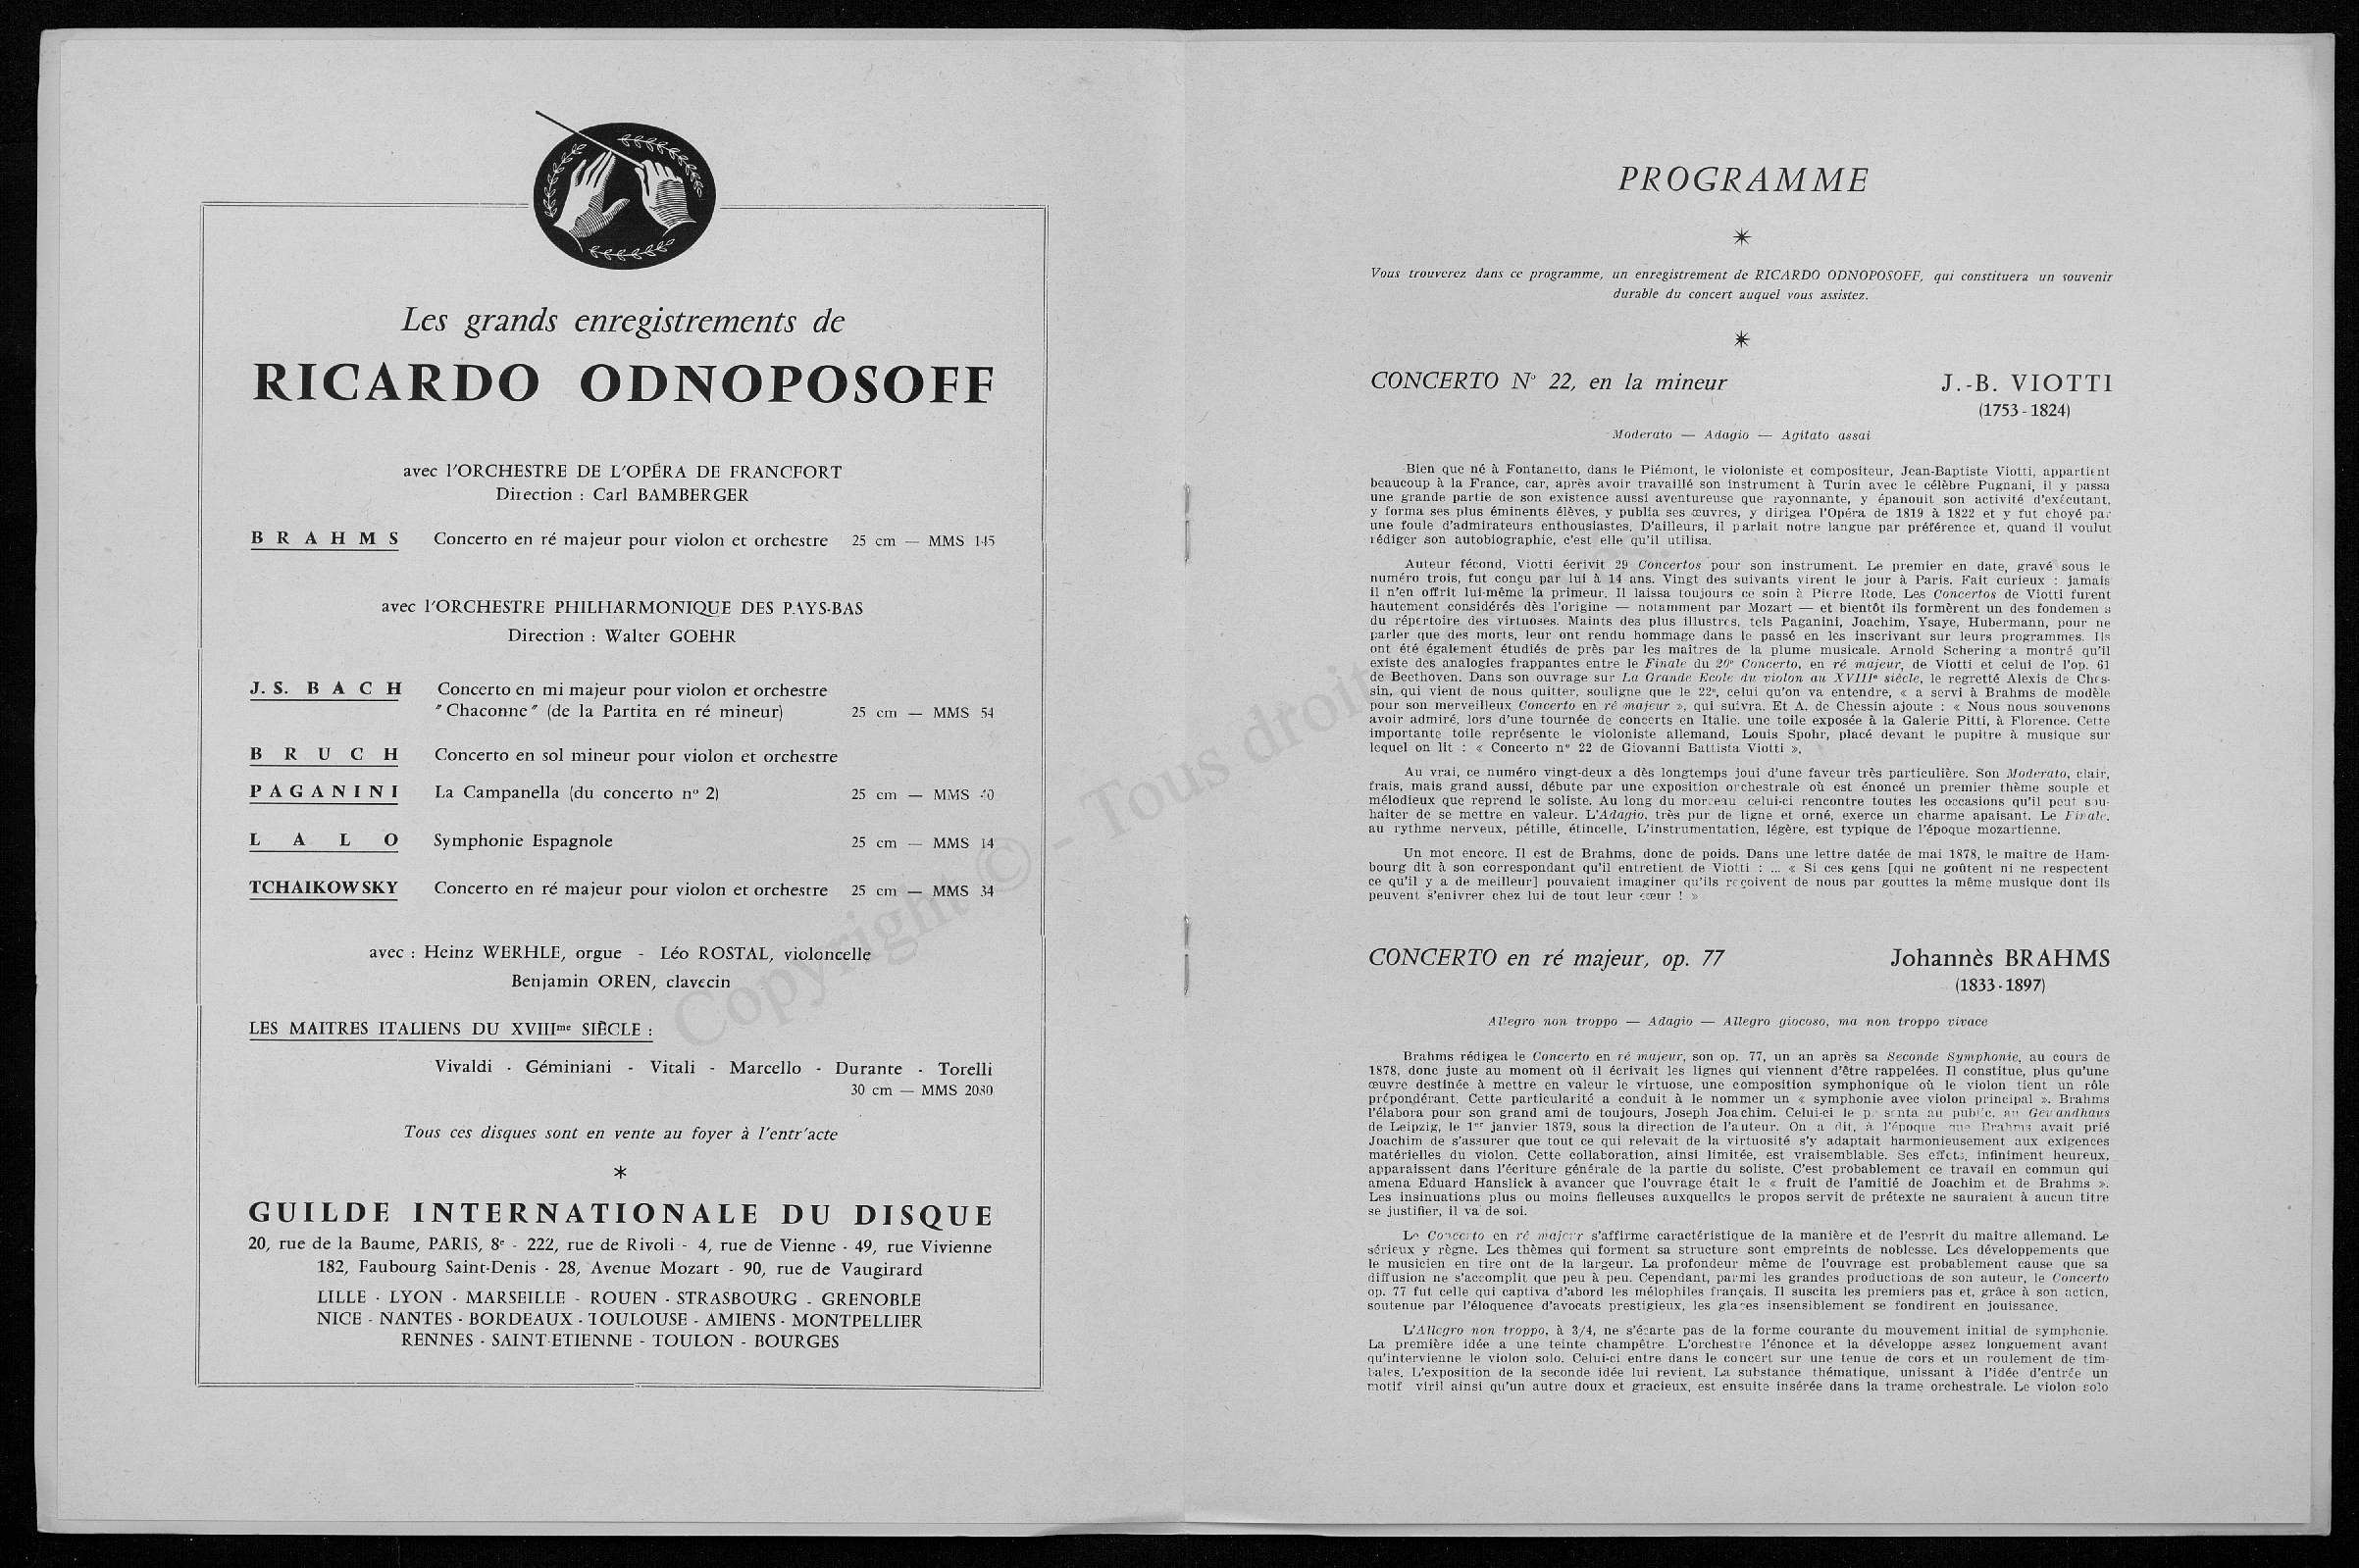 Les grands enregistrements de
RICARDO ODNOPOSOFF
avec l'ORCHESTRE DE L'OPÉRA DE FRANCFORT
Direction : Carl BAMBERGER
BRAHMS Concerto en ré majeur pour violon et orchestre 25 cm — MMS 145
avec l'ORCHESTRE PHILHARMONIQUE DES PAYS-BAS
Direction : Walter GOEHR
J. S. BACH Concerto en mi majeur pour violon et orchestre
"Chaconne" (de la Partita en ré mineur) 25 cm — MMS 54
BRUCH Concerto en sol mineur pour violon et orchestre
PAGANINI La Campanella (du concerto nº 2) 25 cm — MMS
LALO Symphonie Espagnole 25 cm — MMS 14
TCHAIKOWSKY Concerto en ré majeur pour violon et orchestre 25 cm — MMS 34
avec : Heinz WERHLE, orgue - Léo ROSTAL, violoncelle
Benjamin OREN, clavecin
LES MAITRES ITALIENS DU XVIIIme SIÈCLE :
Vivaldi - Géminiani - Vitali - Marcello - Durante - Torelli
30 cm — MMS 2030
Tous ces disques sont en vente au foyer à l'entr'acte
*
GUILDE INTERNATIONALE DU DISQUE
20, rue de la Baume, PARIS, 8e - 222, rue de Rivoli - 4, rue de Vienne - 49, rue Vivienne
182, Faubourg Saint-Denis - 28, Avenue Mozart - 90, rue de Vaugirard
LILLE - LYON - MARSEILLE - ROUEN - STRASBOURG - GRENOBLE
NICE - NANTES - BORDEAUX - TOULOUSE - AMIENS - MONTPELLIER
RENNES - SAINT-ETIENNE - TOULON - BOURGES
PROGRAMME
*
Vous trouverez dans ce programme, un enregistrement de RICARDO ODNOPOSOFF, qui constituera un souvenir
durable du concert auquel vous assistez.
*
CONCERTO Nº 22, en la mineur J.-B. VIOTTI
(1753-1824)
Moderato — Adagio — Agitato assai
Bien que né à Fontanetto, dans le Piémont, le violoniste et compositeur, Jean-Baptiste Viotti, appartient
beaucoup à la France, car, après avoir travaillé son instrument à Turin avec le célèbre Pugnani, il y passa
une grande partie de son existence aussi aventureuse que rayonnante, y épanouit son activité d'exécutant,
y forma ses plus éminents élèves, y publia ses œuvres, y dirigea l'Opéra de 1819 à 1822 et y fut choyé par
une foule d'admirateurs enthousiastes. D'ailleurs, il parlait notre langue par préférence et, quand il voulut
rédiger son autobiographie, c'est elle qu'il utilisa.
Auteur fécond, Viotti écrivit 29 Concertos pour son instrument. Le premier en date, gravé sous le
numéro trois, fut conçu par lui à 14 ans. Vingt des suivants virent le jour à Paris. Fait curieux : jamais
il n'en offrit lui-même la primeur. Il laissa toujours ce soin à Pierre Rode. Les Concertos de Viotti furent
hautement considérés dès l'origine — notamment par Mozart — et bientôt ils formèrent un des fondements
du répertoire des virtuoses. Maints des plus illustres, tels Paganini, Joachim, Ysaye, Hubermann, pour ne
parler que des morts, leur ont rendu hommage dans le passé en les inscrivant sur leurs programmes. Ils
ont été également étudiés de près par les maîtres de la plume musicale. Arnold Schering a montré qu'il
existe des analogies frappantes entre le Finale du 20e Concerto, en ré majeur, de Viotti et celui de l'op. 61
de Beethoven. Dans son ouvrage sur La Grande Ecole du violon au XVIIIe siècle, le regretté Alexis de Ches-
sin, qui vient de nous quitter, souligne que le 22e, celui qu'on va entendre, « a servi à Brahms de modèle
pour son merveilleux Concerto en ré majeur », qui suivra. Et A. de Chessin ajoute : « Nous nous souvenons
avoir admiré, lors d'une tournée de concerts en Italie, une toile exposée à la Galerie Pitti, à Florence. Cette
importante toile représente le violoniste allemand, Louis Spohr, placé devant le pupitre à musique sur
lequel on lit : « Concerto nº 22 de Giovanni Battista Viotti ».
Au vrai, ce numéro vingt-deux a dès longtemps joui d'une faveur très particulière. Son Moderato, clair,
frais, mais grand aussi, débute par une exposition orchestrale où est énoncé un premier thème souple et
mélodieux que reprend le soliste. Au long du morceau celui-ci rencontre toutes les occasions qu'il peut sou-
haiter de se mettre en valeur. L'Adagio, très pur de ligne et orné, exerce un charme apaisant. Le Finale,
au rythme nerveux, pétille, étincelle. L'instrumentation, légère, est typique de l'époque mozartienne.
Un mot encore. Il est de Brahms, donc de poids. Dans une lettre datée de mai 1878, le maître de Ham-
bourg dit à son correspondant qu'il entretient de Viotti : ... « Si ces gens [qui ne goûtent ni ne respectent
ce qu'il y a de meilleur] pouvaient imaginer qu'ils reçoivent de nous par gouttes la même musique dont ils
peuvent s'enivrer chez lui de tout leur cœur ! »
CONCERTO en ré majeur, op. 77 Johannès BRAHMS
(1833-1897)
Allegro non troppo — Adagio — Allegro giocoso, ma non troppo vivace
Brahms rédigea le Concerto en ré majeur, son op. 77, un an après sa Seconde Symphonie, au cours de
1878, donc juste au moment où il écrivait les lignes qui viennent d'être rappelées. Il constitue, plus qu'une
œuvre destinée à mettre en valeur le virtuose, une composition symphonique où le violon tient un rôle
prépondérant. Cette particularité a conduit à le nommer un « symphonie avec violon principal ». Brahms
l'élabora pour son grand ami de toujours, Joseph Joachim. Celui-ci le présenta au public, au Gewandhaus
de Leipzig, le 1er janvier 1879, sous la direction de l'auteur. On a dit, à l'époque que Brahms avait prié
Joachim de s'assurer que tout ce qui relevait de la virtuosité s'y adaptait harmonieusement aux exigences
matérielles du violon. Cette collaboration, ainsi limitée, est vraisemblable. Ses effets, infiniment heureux,
apparaissent dans l'écriture générale de la partie du soliste. C'est probablement ce travail en commun qui
amena Eduard Hanslick à avancer que l'ouvrage était le « fruit de l'amitié de Joachim et de Brahms ».
Les insinuations plus ou moins fielleuses auxquelles le propos servit de prétexte ne sauraient à aucun titre
se justifier, il va de soi.
Le Concerto en ré majeur s'affirme caractéristique de la manière et de l'esprit du maître allemand. Le
sérieux y règne. Les thèmes qui forment sa structure sont empreints de noblesse. Les développements que
le musicien en tire ont de la largeur. La profondeur même de l'ouvrage est probablement cause que sa
diffusion ne s'accomplit que peu à peu. Cependant, parmi les grandes productions de son auteur, le Concerto
op. 77 fut celle qui captiva d'abord les mélophiles français. Il suscita les premiers pas et, grâce à son action,
soutenue par l'éloquence d'avocats prestigieux, les glaces insensiblement se fondirent en jouissance.
L'Allegro non troppo, à 3/4, ne s'écarte pas de la forme courante du mouvement initial de symphonie.
La première idée a une teinte champêtre. L'orchestre l'énonce et la développe assez longuement avant
qu'intervienne le violon solo. Celui-ci entre dans le concert sur une tenue de cors et un roulement de tim-
bales. L'exposition de la seconde idée lui revient. La substance thématique, unissant à l'idée d'entrée un
motif viril ainsi qu'un autre doux et gracieux, est ensuite insérée dans la trame orchestrale. Le violon solo
Copyright © - Tous droits